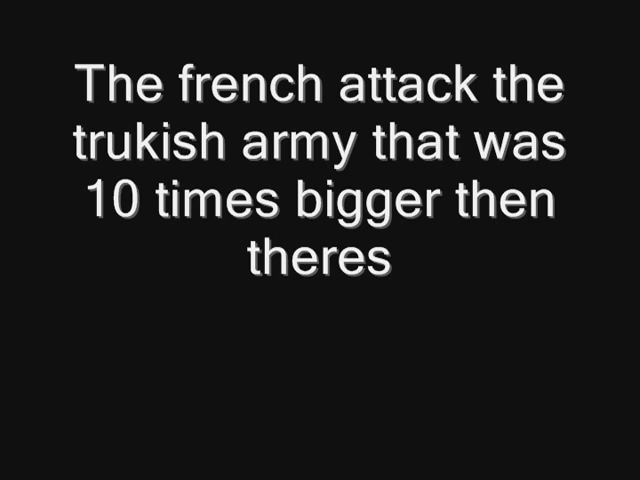 The french attack the
trukish army that was
10 times bigger then
theres